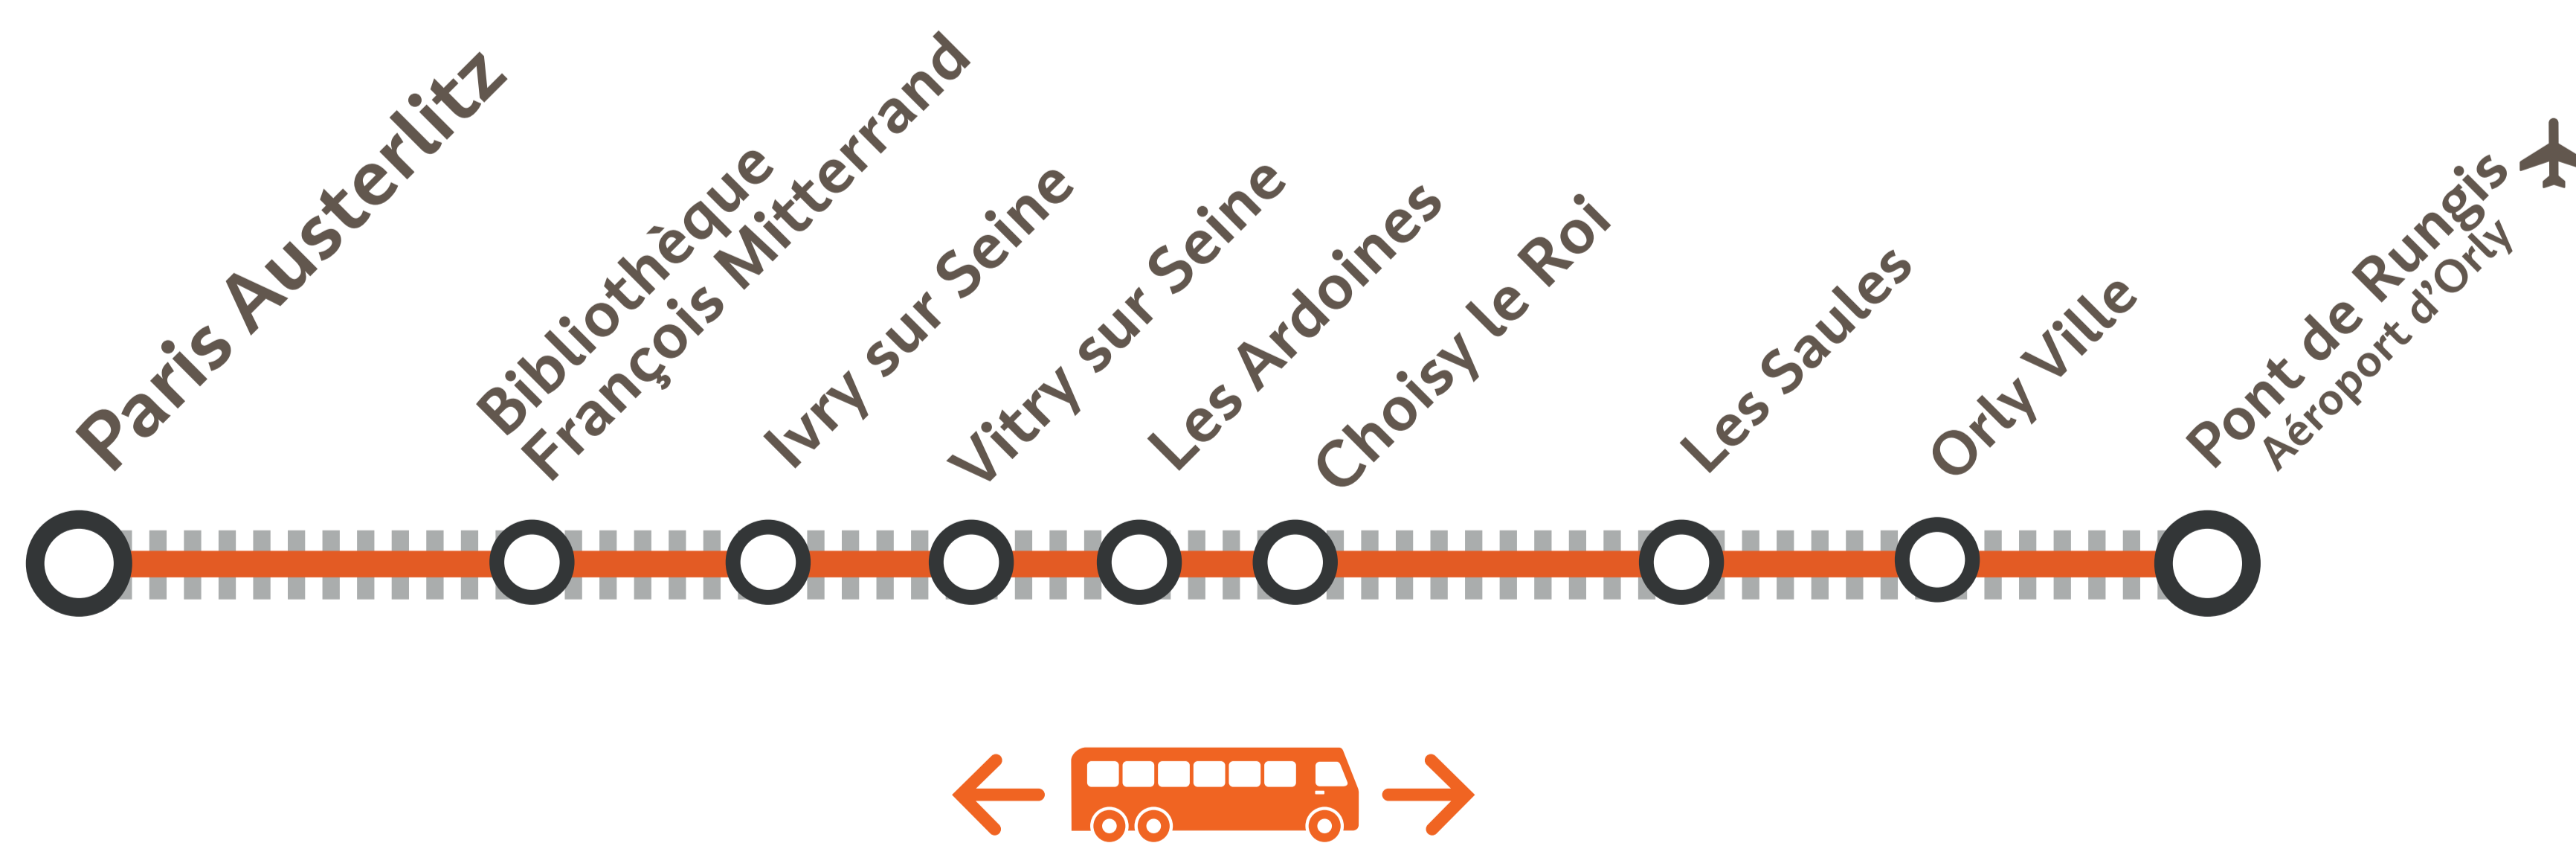 Paris Austerlitz
Bibliothèque
François Mitterrand
Ivry sur Seine
Vitry sur Seine
Les Ardoines
Choisy le Roi
Les Saules
Orly Ville
Pont de Rungis
Aéroport d’Orly